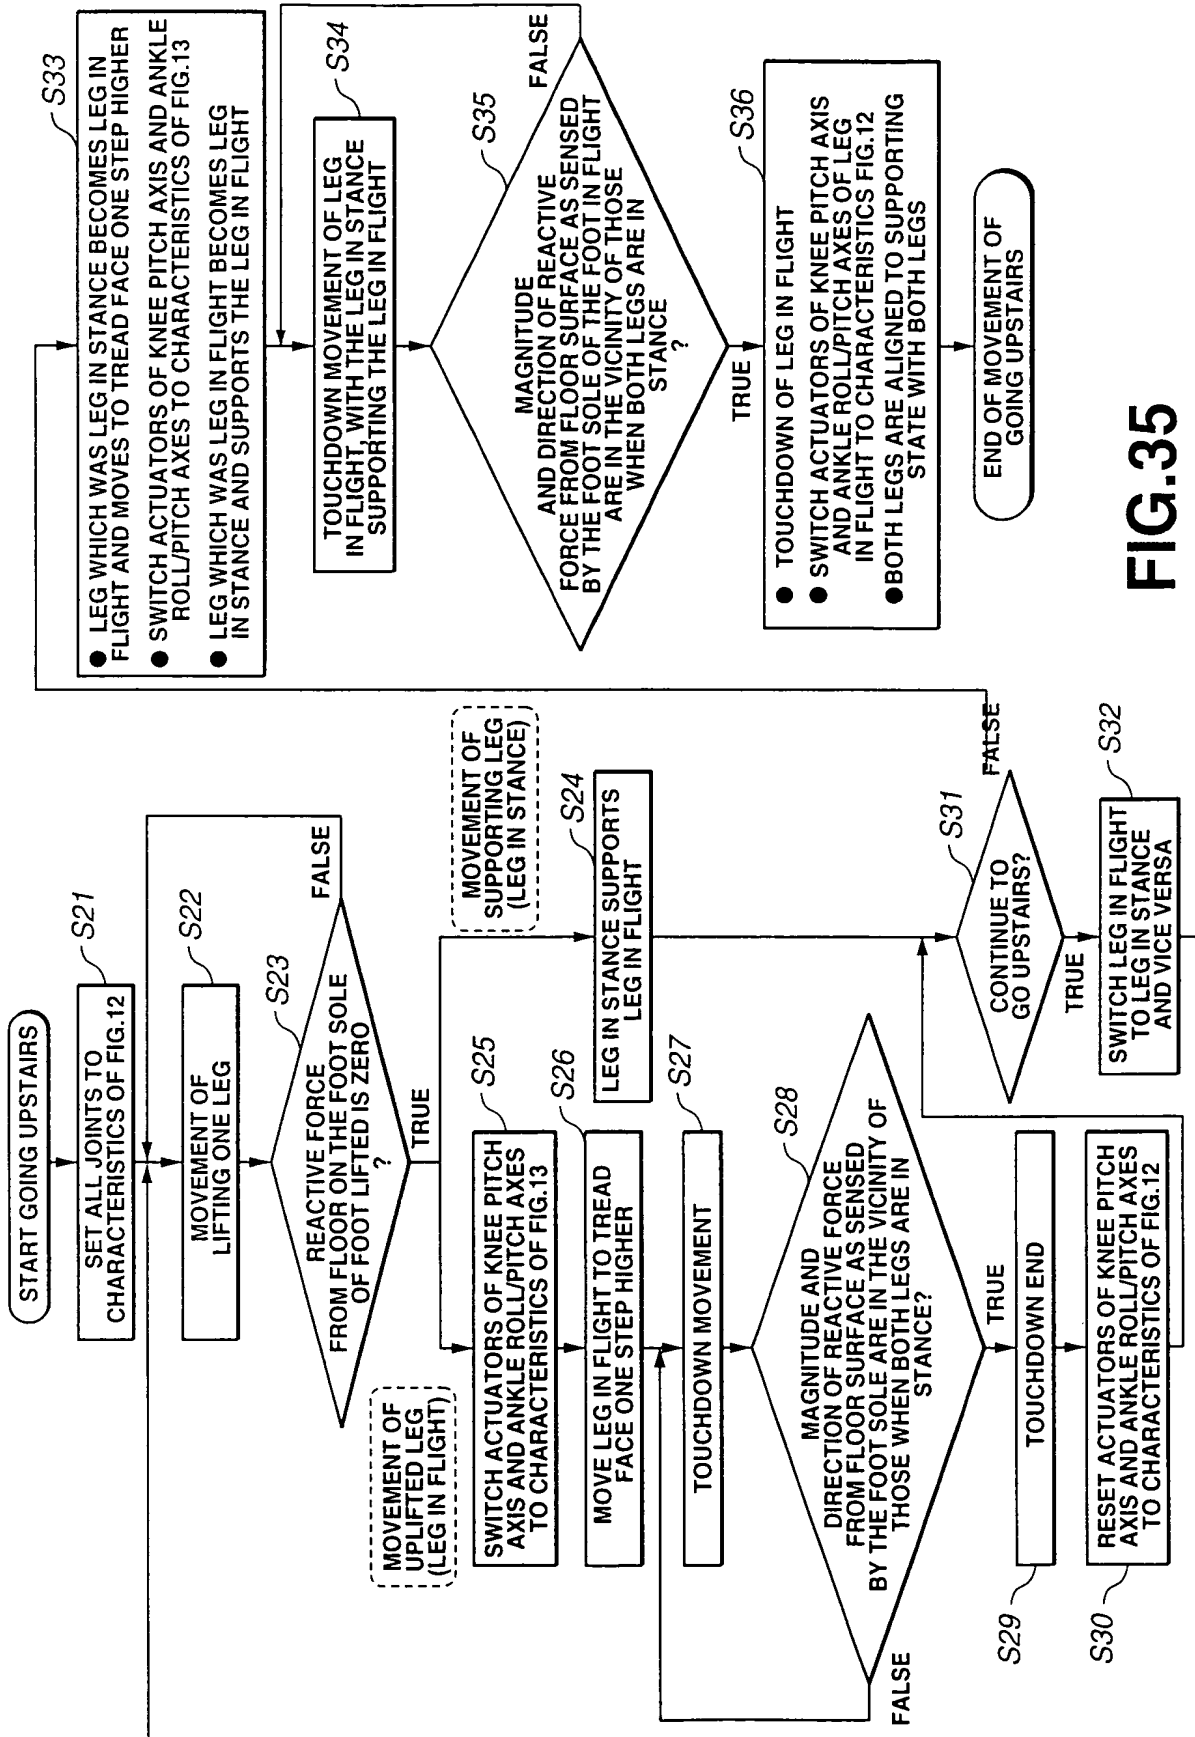 START GOING UPSTAIRS
S21
SET ALL JOINTS TO
CHARACTERISTICS OF FIG.12
S22
MOVEMENT OF
LIFTING ONE LEG
S23
REACTIVE FORCE
FROM FLOOR ON THE FOOT SOLE
OF FOOT LIFTED IS ZERO
?
FALSE
TRUE
MOVEMENT OF
UPLIFTED LEG
(LEG IN FLIGHT)
MOVEMENT OF
SUPPORTING LEG
(LEG IN STANCE)
S25
SWITCH ACTUATORS OF KNEE PITCH
AXIS AND ANKLE ROLL/PITCH AXES
TO CHARACTERISTICS OF FIG.13
S24
LEG IN STANCE SUPPORTS
LEG IN FLIGHT
S26
MOVE LEG IN FLIGHT TO TREAD
FACE ONE STEP HIGHER
S27
TOUCHDOWN MOVEMENT
S28
MAGNITUDE AND
DIRECTION OF REACTIVE FORCE
FROM FLOOR SURFACE AS SENSED
BY THE FOOT SOLE ARE IN THE VICINITY OF
THOSE WHEN BOTH LEGS ARE IN
STANCE?
FALSE
TRUE
S29
TOUCHDOWN END
S30
RESET ACTUATORS OF KNEE PITCH
AXIS AND ANKLE ROLL/PITCH AXES
TO CHARACTERISTICS OF FIG.12
S31
CONTINUE TO
GO UPSTAIRS?
FALSE
TRUE
S32
SWITCH LEG IN FLIGHT
TO LEG IN STANCE
AND VICE VERSA
S33
● LEG WHICH WAS LEG IN STANCE BECOMES LEG IN
FLIGHT AND MOVES TO TREAD FACE ONE STEP HIGHER
● SWITCH ACTUATORS OF KNEE PITCH AXIS AND ANKLE
ROLL/PITCH AXES TO CHARACTERISTICS OF FIG.13
● LEG WHICH WAS LEG IN FLIGHT BECOMES LEG
IN STANCE AND SUPPORTS THE LEG IN FLIGHT
S34
TOUCHDOWN MOVEMENT OF LEG
IN FLIGHT, WITH THE LEG IN STANCE
SUPPORTING THE LEG IN FLIGHT
S35
MAGNITUDE
AND DIRECTION OF REACTIVE
FORCE FROM FLOOR SURFACE AS SENSED
BY THE FOOT SOLE OF THE FOOT IN FLIGHT
ARE IN THE VICINITY OF THOSE
WHEN BOTH LEGS ARE IN
STANCE
?
FALSE
TRUE
S36
● TOUCHDOWN OF LEG IN FLIGHT
● SWITCH ACTUATORS OF KNEE PITCH AXIS
AND ANKLE ROLL/PITCH AXES OF LEG
IN FLIGHT TO CHARACTERISTICS FIG.12
●BOTH LEGS ARE ALIGNED TO SUPPORTING
STATE WITH BOTH LEGS
END OF MOVEMENT OF
GOING UPSTAIRS
FIG.35